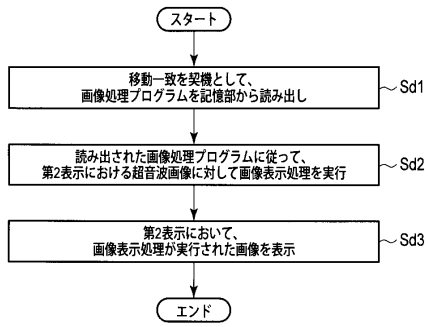 スタート
移動一致を契機として、
画像処理プログラムを記憶部から読み出し
Sd1
読み出された画像処理プログラムに従って、
第2表示における超音波画像に対して画像表示処理を実行
Sd2
第2表示において、
画像表示処理が実行された画像を表示
Sd3
エンド